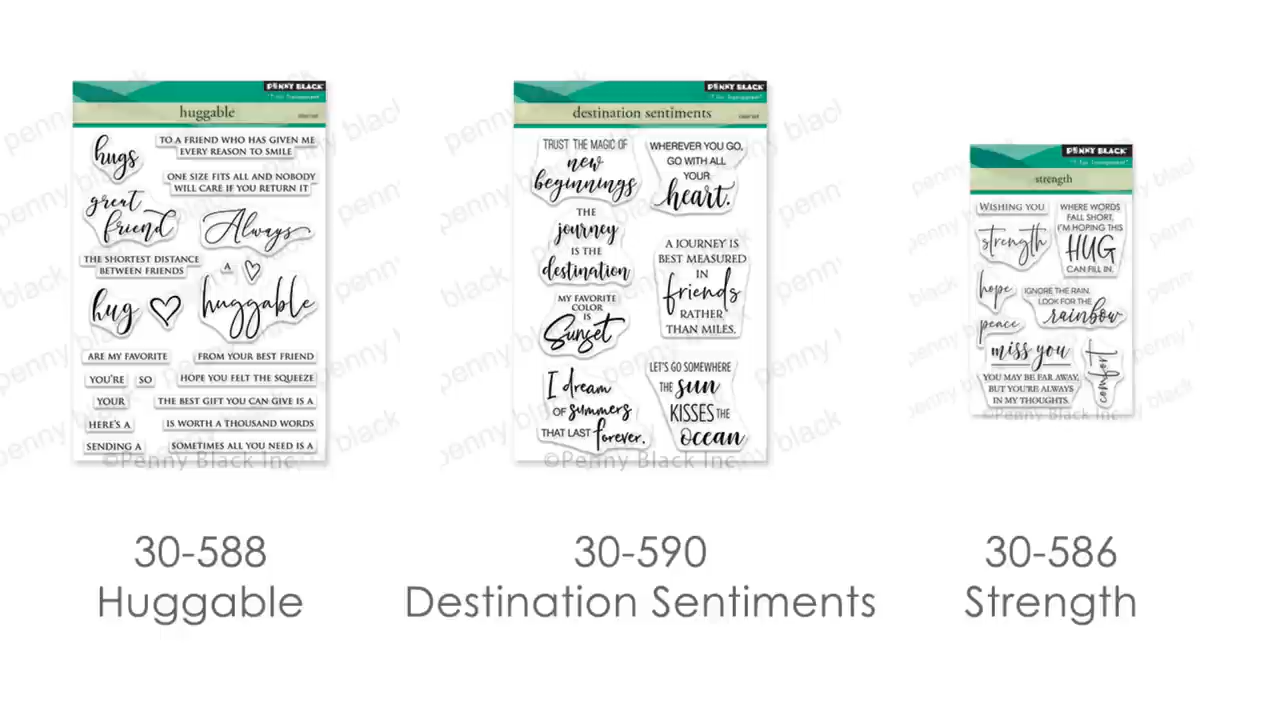 PENNY BLACK
huggable
hugs
TO A FRIEND WHO HAS GIVEN ME
EVERY REASON TO SMILE
ONE SIZE FITS ALL AND NOBODY
WILL CARE IF YOU RETURN IT
great
friend
Always
THE SHORTEST DISTANCE
BETWEEN FRIENDS
A
hug
huggable
ARE MY FAVORITE
FROM YOUR BEST FRIEND
YOU'RE
SO
HOPE YOU FELT THE SQUEEZE
YOUR
THE BEST GIFT YOU CAN GIVE IS A
HERE'S A
IS WORTH A THOUSAND WORDS
SENDING A
SOMETIMES ALL YOU NEED IS A
©Penny Black Inc.
30-588
Huggable
PENNY BLACK
destination sentiments
TRUST THE MAGIC OF
new
beginnings
WHEREVER YOU GO,
GO WITH ALL
YOUR
heart.
THE
journey
IS THE
destination
A JOURNEY IS
BEST MEASURED
IN
friends
RATHER
THAN MILES.
MY FAVORITE
COLOR
IS
Sunset
I dream
OF summers
THAT LAST forever.
LET'S GO SOMEWHERE
THE sun
KISSES THE
ocean
©Penny Black Inc.
30-590
Destination Sentiments
PENNY BLACK
strength
WISHING YOU
strength
WHERE WORDS
FALL SHORT,
I'M HOPING THIS
HUG
CAN FILL IN.
hope
IGNORE THE RAIN,
LOOK FOR THE
rainbow
peace
miss you
comfort
YOU MAY BE FAR AWAY,
BUT YOU'RE ALWAYS
IN MY THOUGHTS.
©Penny Black Inc.
30-586
Strength